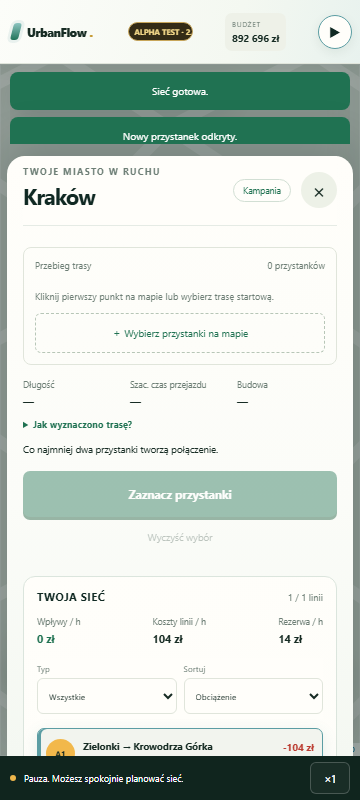 UrbanFlow.
ALPHA TEST · 2
BUDŻET
892 696 zł
Sieć gotowa.
Nowy przystanek odkryty.
TWOJE MIASTO W RUCHU
Kraków
Kampania
×
Przebieg trasy
0 przystanków
Kliknij pierwszy punkt na mapie lub wybierz trasę startową.
+ Wybierz przystanki na mapie
Długość
Szac. czas przejazdu
Budowa
—
—
—
▶ Jak wyznaczono trasę?
Co najmniej dwa przystanki tworzą połączenie.
Zaznacz przystanki
Wyczyść wybór
TWOJA SIEĆ
1 / 1 linii
Wpływy / h
Koszty linii / h
Rezerwa / h
0 zł
104 zł
14 zł
Typ
Sortuj
Wszystkie
Obciążenie
A1
Zielonki → Krowodrza Górka
-104 zł
Pauza. Możesz spokojnie planować sieć.
×1